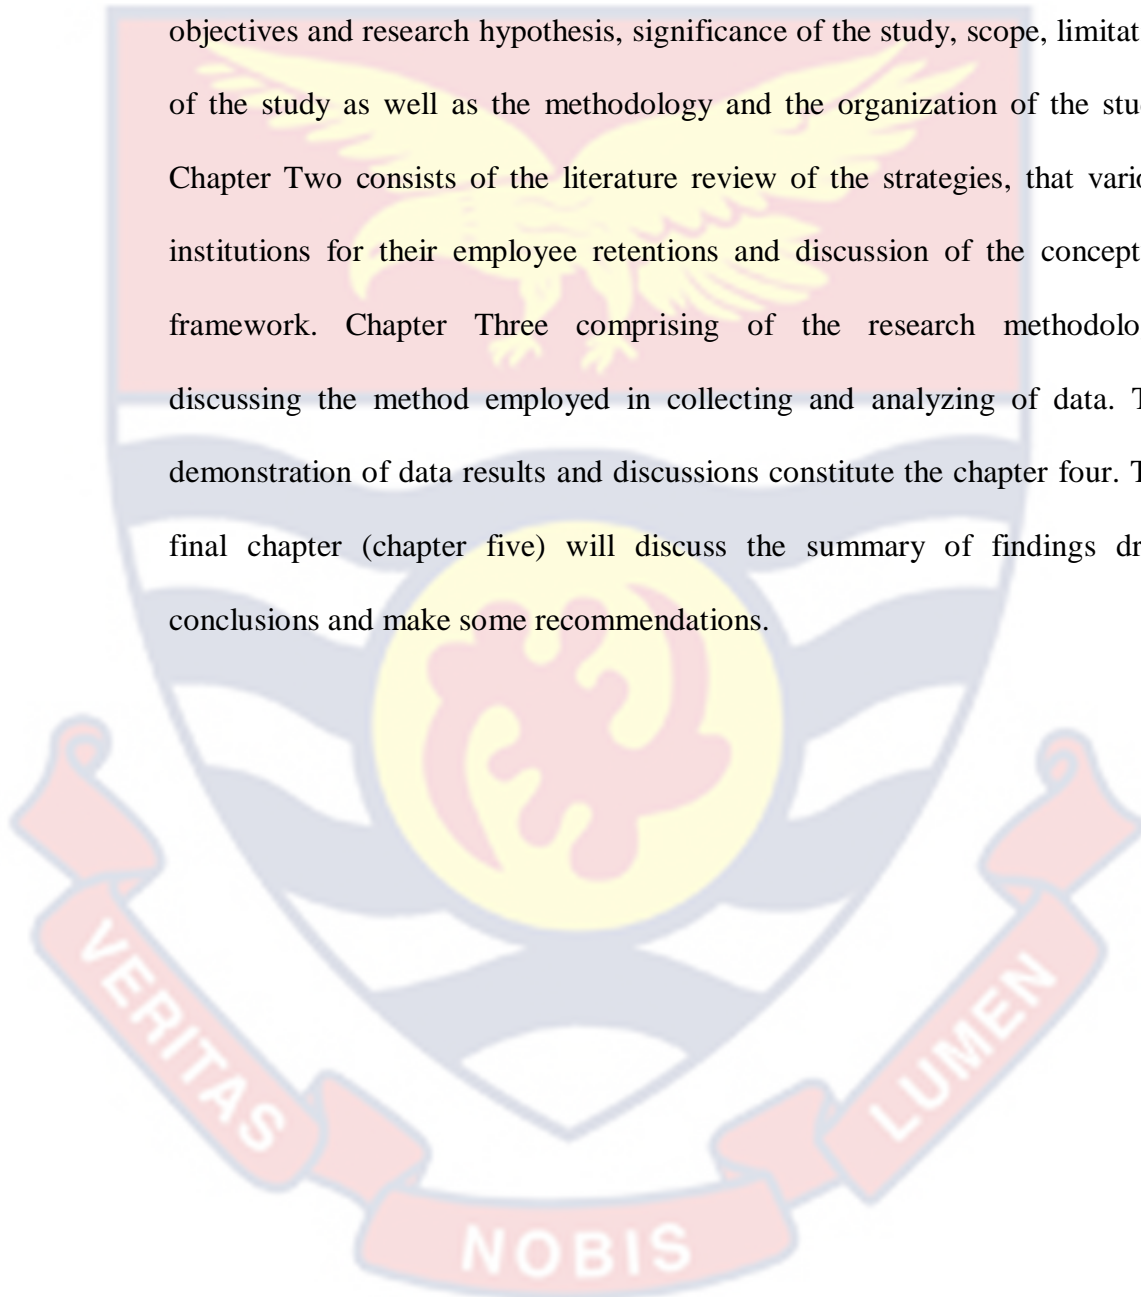 objectives and research hypothesis, significance of the study, scope, limitat
of the study as well as the methodology and the organization of the stu
Chapter Two consists of the literature review of the strategies, that vario
institutions for their employee retentions and discussion of the concept
framework. Chapter Three comprising of the research methodolo
discussing the method employed in collecting and analyzing of data. T
demonstration of data results and discussions constitute the chapter four. T
final chapter (chapter five) will discuss the summary of findings dr
conclusions and make some recommendations.
VERITAS
NOBIS
LUMEN